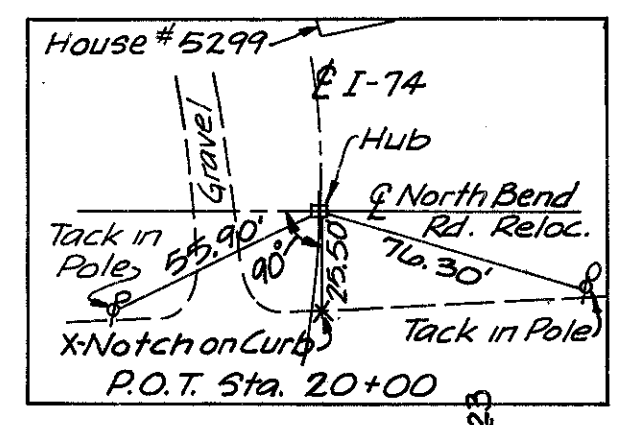 House #5299
℄ I-74
Gravel
Hub
℄ North Bend
Rd. Reloc.
Tack in
Pole
55.90'
90°
25.50'
76.30'
X-Notch on Curb
Tack in Pole
P.O.T. Sta. 20+00
23